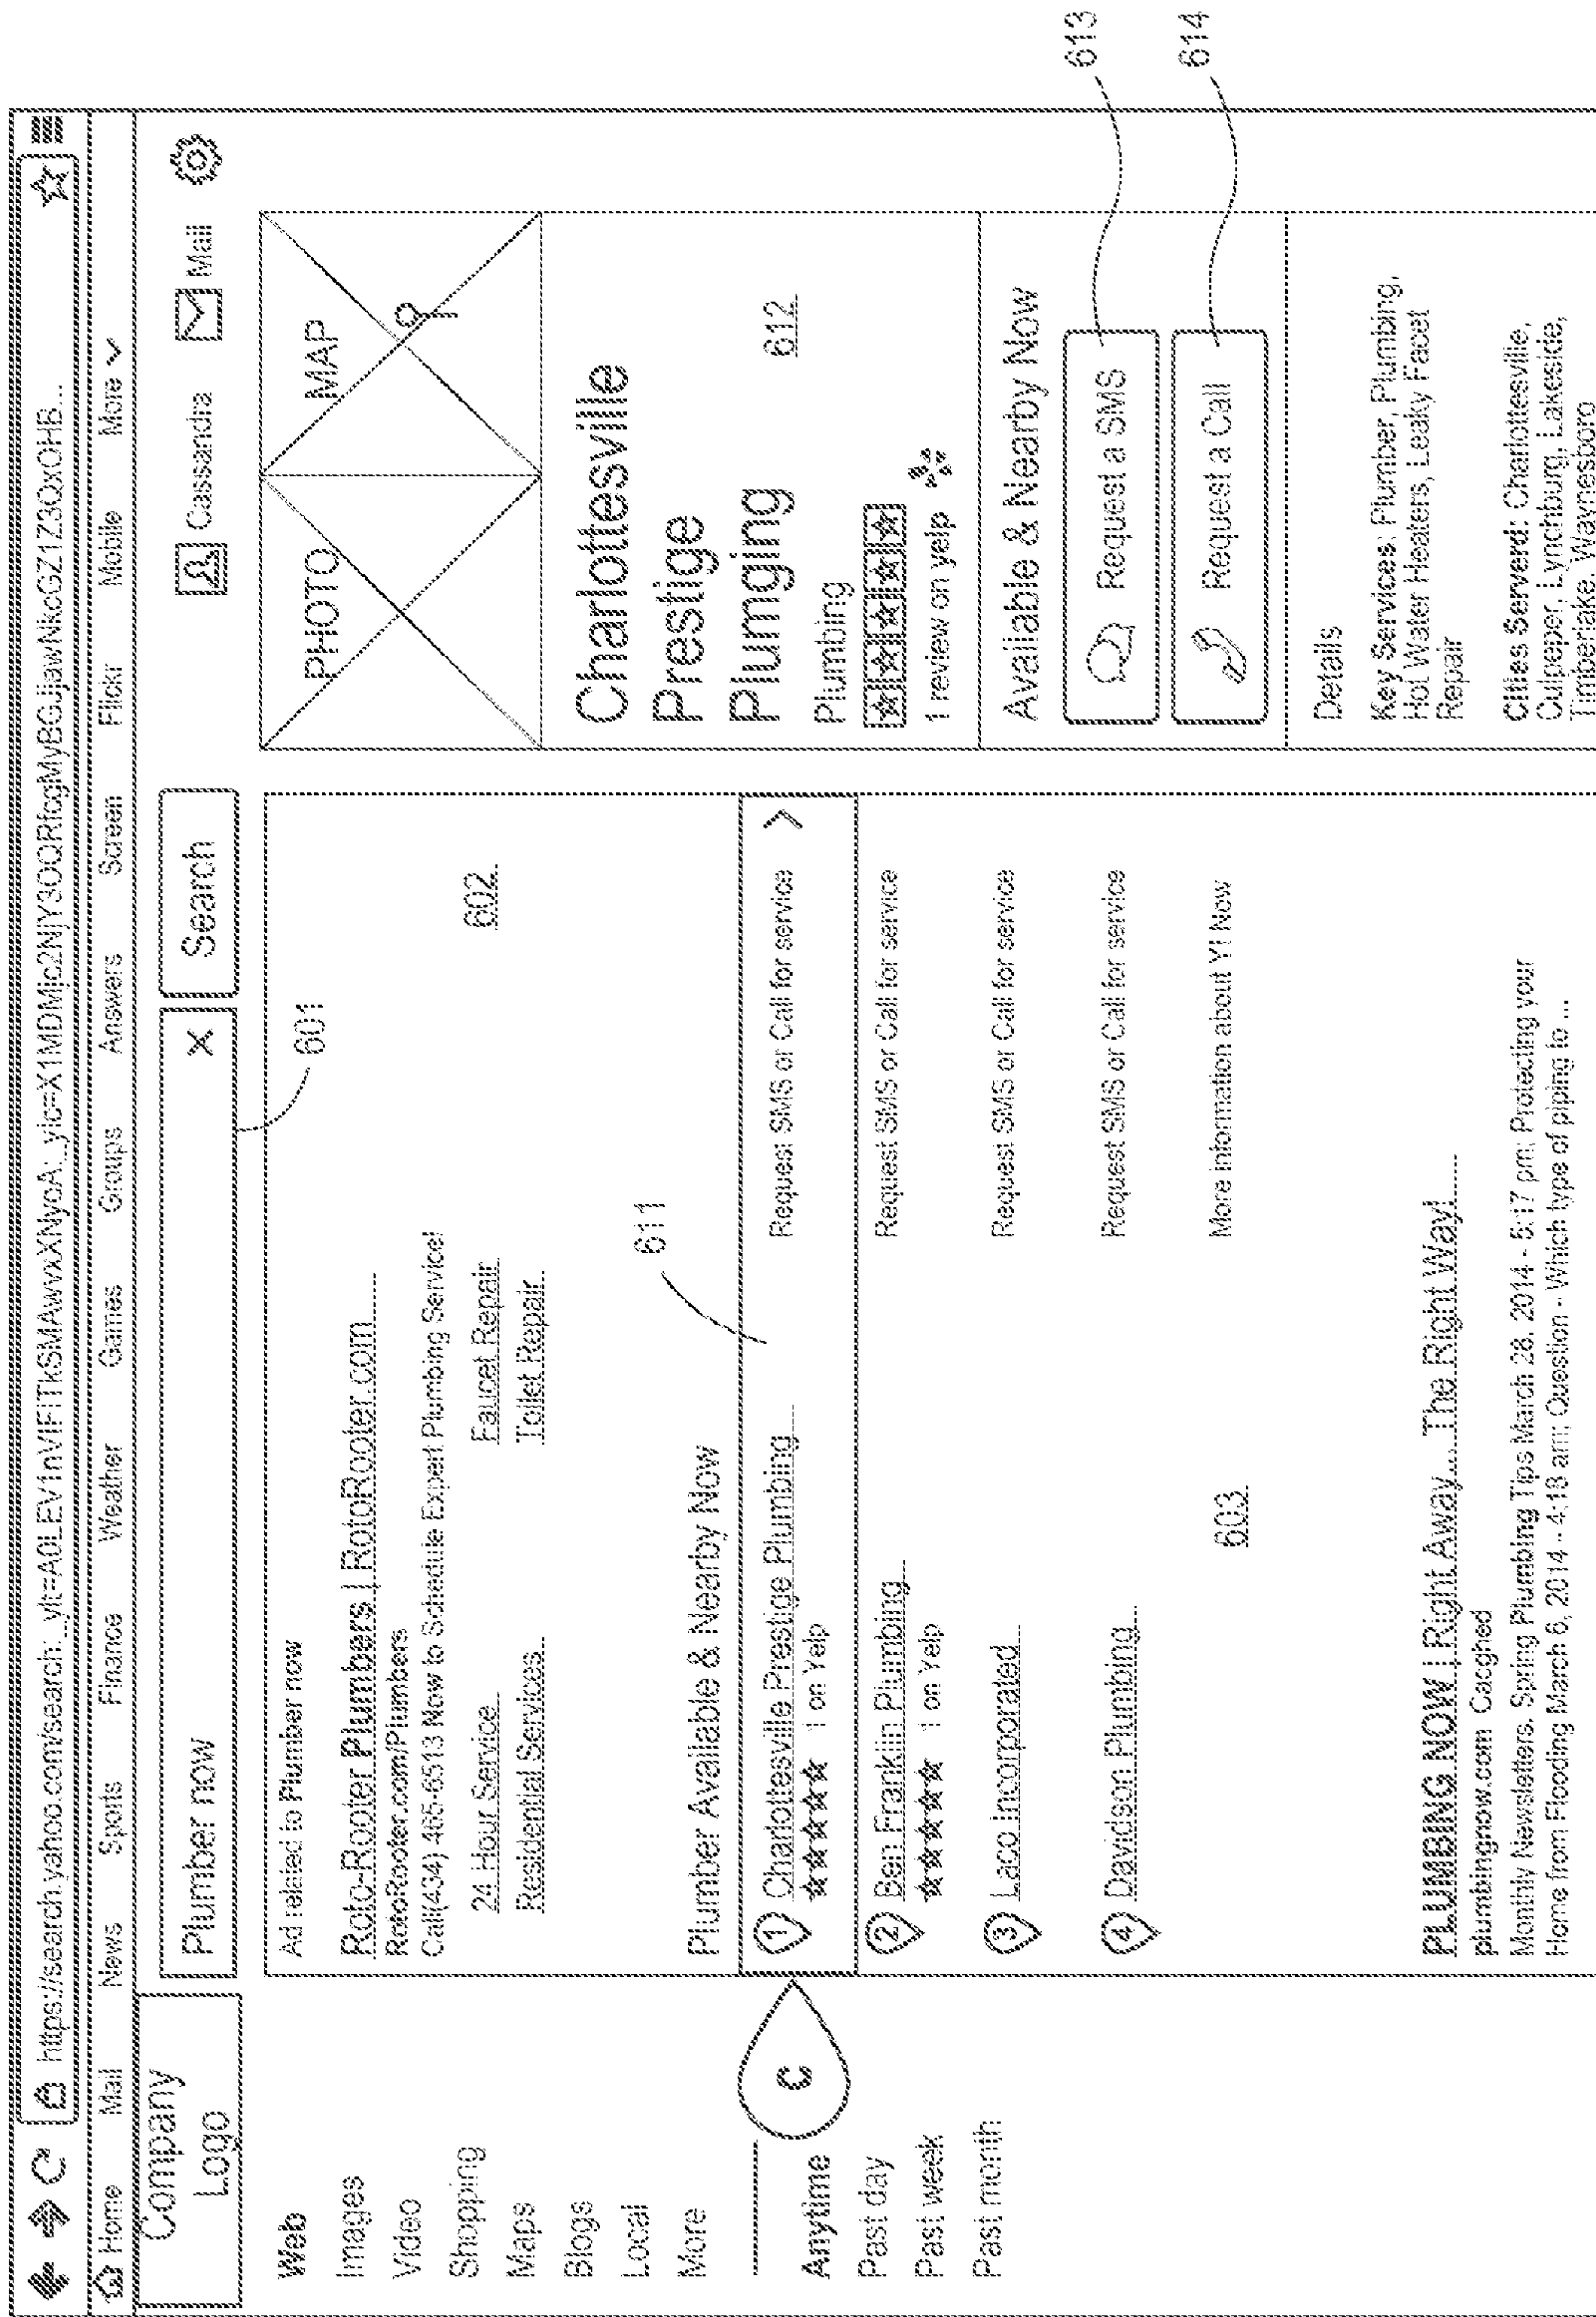 Home Mail News Sports Finance Weather Games Groups Answers Screen Flickr Mobile More
Company
Logo
Plumber now X
Search
Cassandra Mail
601
Web
Images
Video
Shopping
Maps
Blogs
Local
More
Anytime
Past day
Past week
Past month
C
Ad related to Plumber now
Roto-Rooter Plumbers | RotoRooter.com
RotoRooter.com/Plumbers
Call(434) 465-6513 Now to Schedule Expert Plumbing Service!
24 Hour Service Faucet Repair
Residential Services Toilet Repair
602
611
Plumber Available & Nearby Now
1 Charlottesville Prestige Plumbing Request SMS or Call for service
1 on Yelp
2 Ben Franklin Plumbing Request SMS or Call for service
1 on Yelp
3 Laco Incorporated Request SMS or Call for service
4 Davidson Plumbing Request SMS or Call for service
603 More information about Y! Now
PLUMBING NOW | Right Away... The Right Way!
plumbingnow.com Cacghed
Monthly Newsletters. Spring Plumbing Tips March 28, 2014 - 5:17 pm; Protecting your
Home from Flooding March 6, 2014 - 4:18 am; Question - Which type of piping to ...
PHOTO MAP
Charlottesville
Prestige
Plumging
612
Plumbing
1 review on yelp
Available & Nearby Now
Request a SMS
613
Request a Call
614
Details
Key Services: Plumber, Plumbing,
Hot Water Heaters, Leaky Facet
Repair
Cities Serverd: Charlottesville,
Culpeper, Lynchburg, Lakeside,
Timberlake, Waynesboro